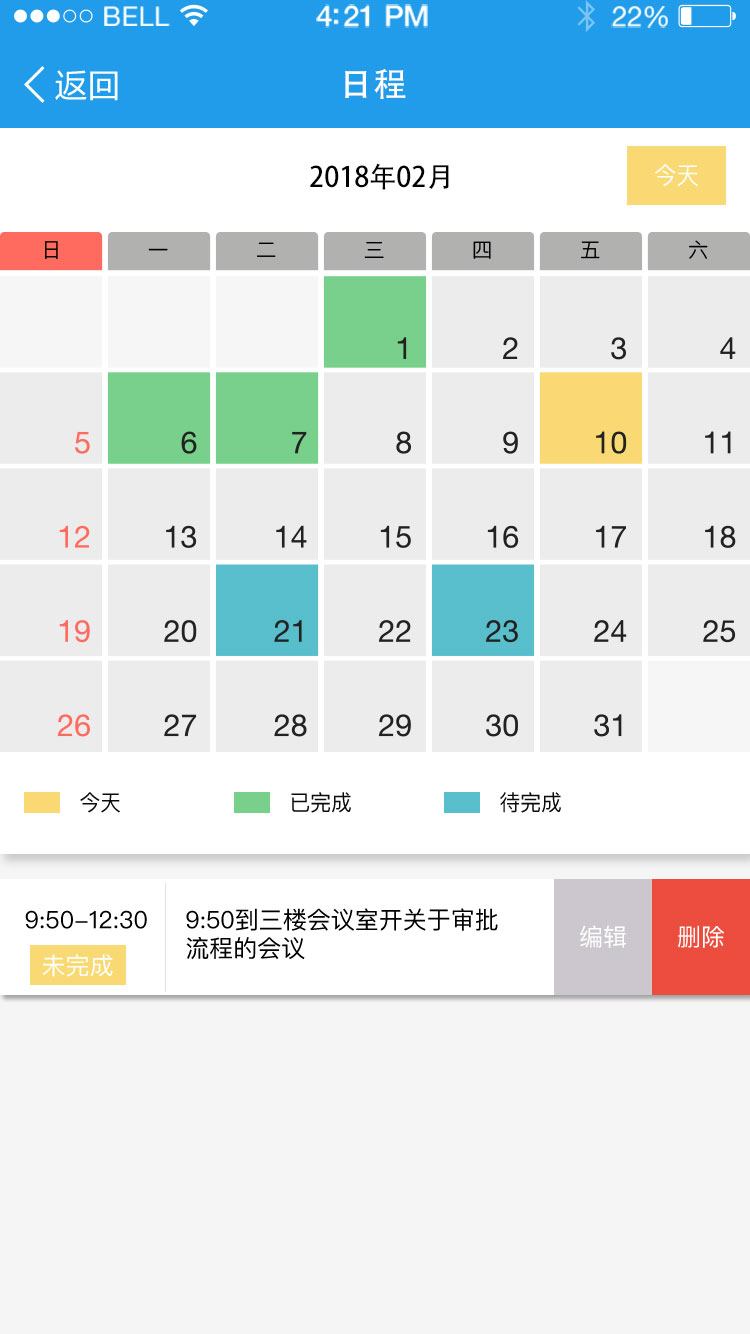 BELL 4:21 PM 22%
返回 日程
2018年02月 今天
日 一 二 三 四 五 六
1 2 3 4
5 6 7 8 9 10 11
12 13 14 15 16 17 18
19 20 21 22 23 24 25
26 27 28 29 30 31
今天 已完成 待完成
9:50-12:30
未完成
9:50到三楼会议室开关于审批
流程的会议
编辑 删除